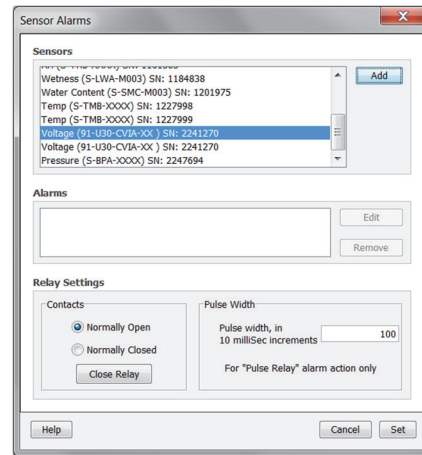 Sensor Alarms
Sensors
Wetness (S-LWA-M003) SN: 1184838
Water Content (S-SMC-M003) SN: 1201975
Temp (S-TMB-XXXX) SN: 1227998
Temp (S-TMB-XXXX) SN: 1227999
Voltage (91-U30-CVIA-XX ) SN: 2241270
Voltage (91-U30-CVIA-XX ) SN: 2241270
Pressure (S-BPA-XXXX) SN: 2247694
Add
Alarms
Edit
Remove
Relay Settings
Contacts
Normally Open
Normally Closed
Close Relay
Pulse Width
Pulse width, in
10 milliSec increments
100
For "Pulse Relay" alarm action only
Help
Cancel
Set